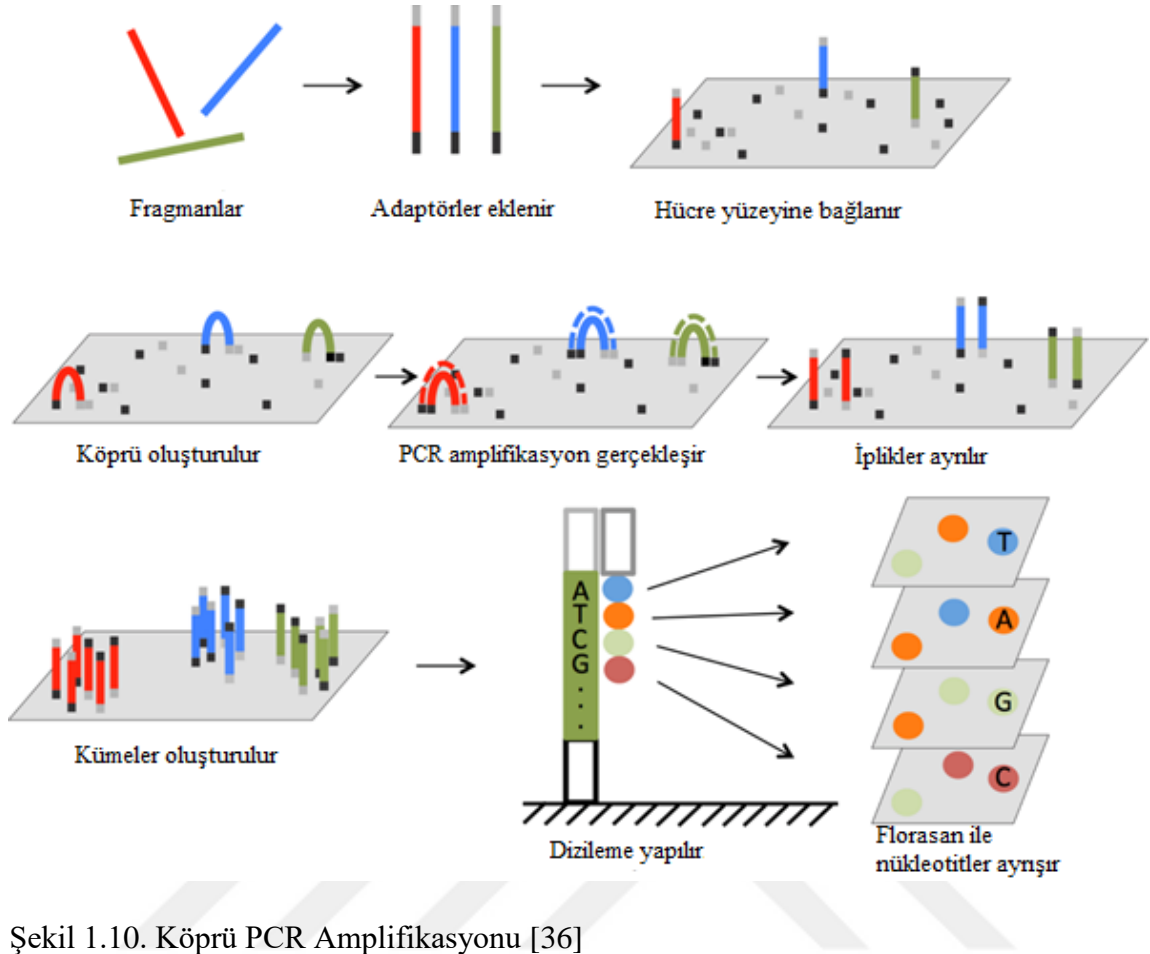 Fragmanlar
Adaptörler eklenir
Hücre yüzeyine bağlanır
Köprü oluşturulur
PCR amplifikasyon gerçekleşir
İplikler ayrılır
Kümeler oluşturulur
A
T
C
G
.
.
.
Dizileme yapılır
T
A
G
C
Florasan ile
nükleotitler ayrışır
Şekil 1.10. Köprü PCR Amplifikasyonu [36]